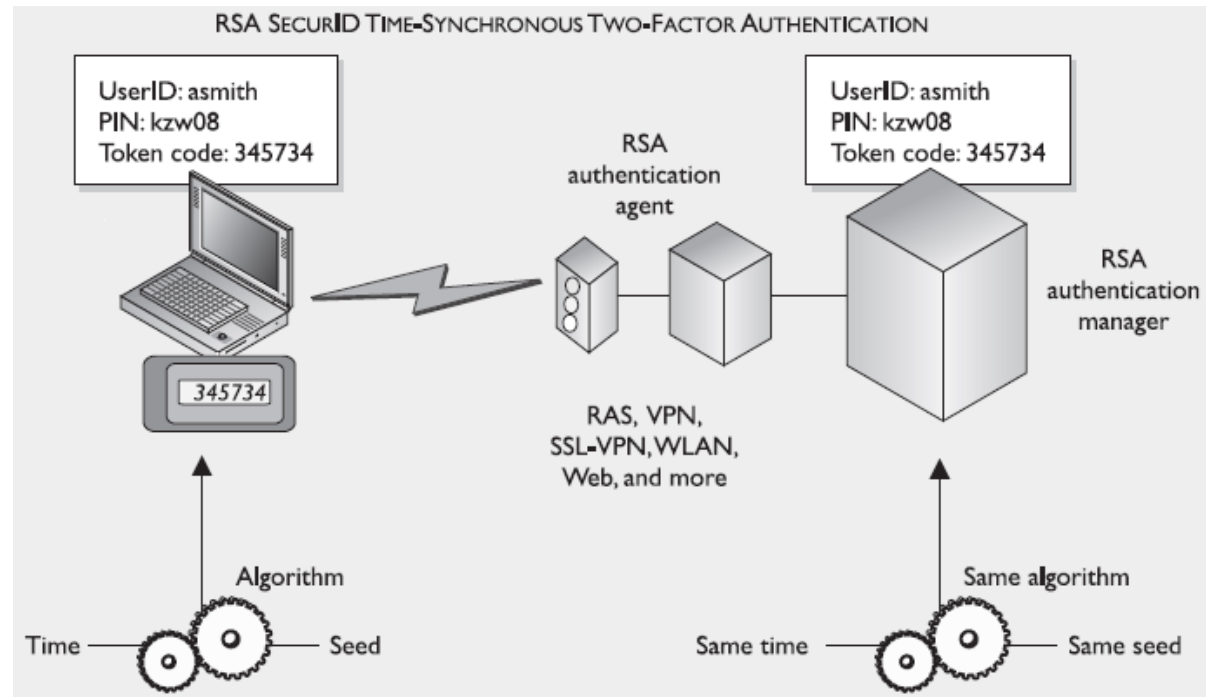 RSA SECURID TIME-SYNCHRONOUS TWO-FACTOR AUTHENTICATION
UserID: asmith
PIN: kzw08
Token code: 345734
UserID: asmith
PIN: kzw08
Token code: 345734
RSA
authentication
agent
RSA
authentication
manager
345734
RAS, VPN,
SSL-VPN, WLAN,
Web, and more
Algorithm
Time
Seed
Same algorithm
Same time
Same seed